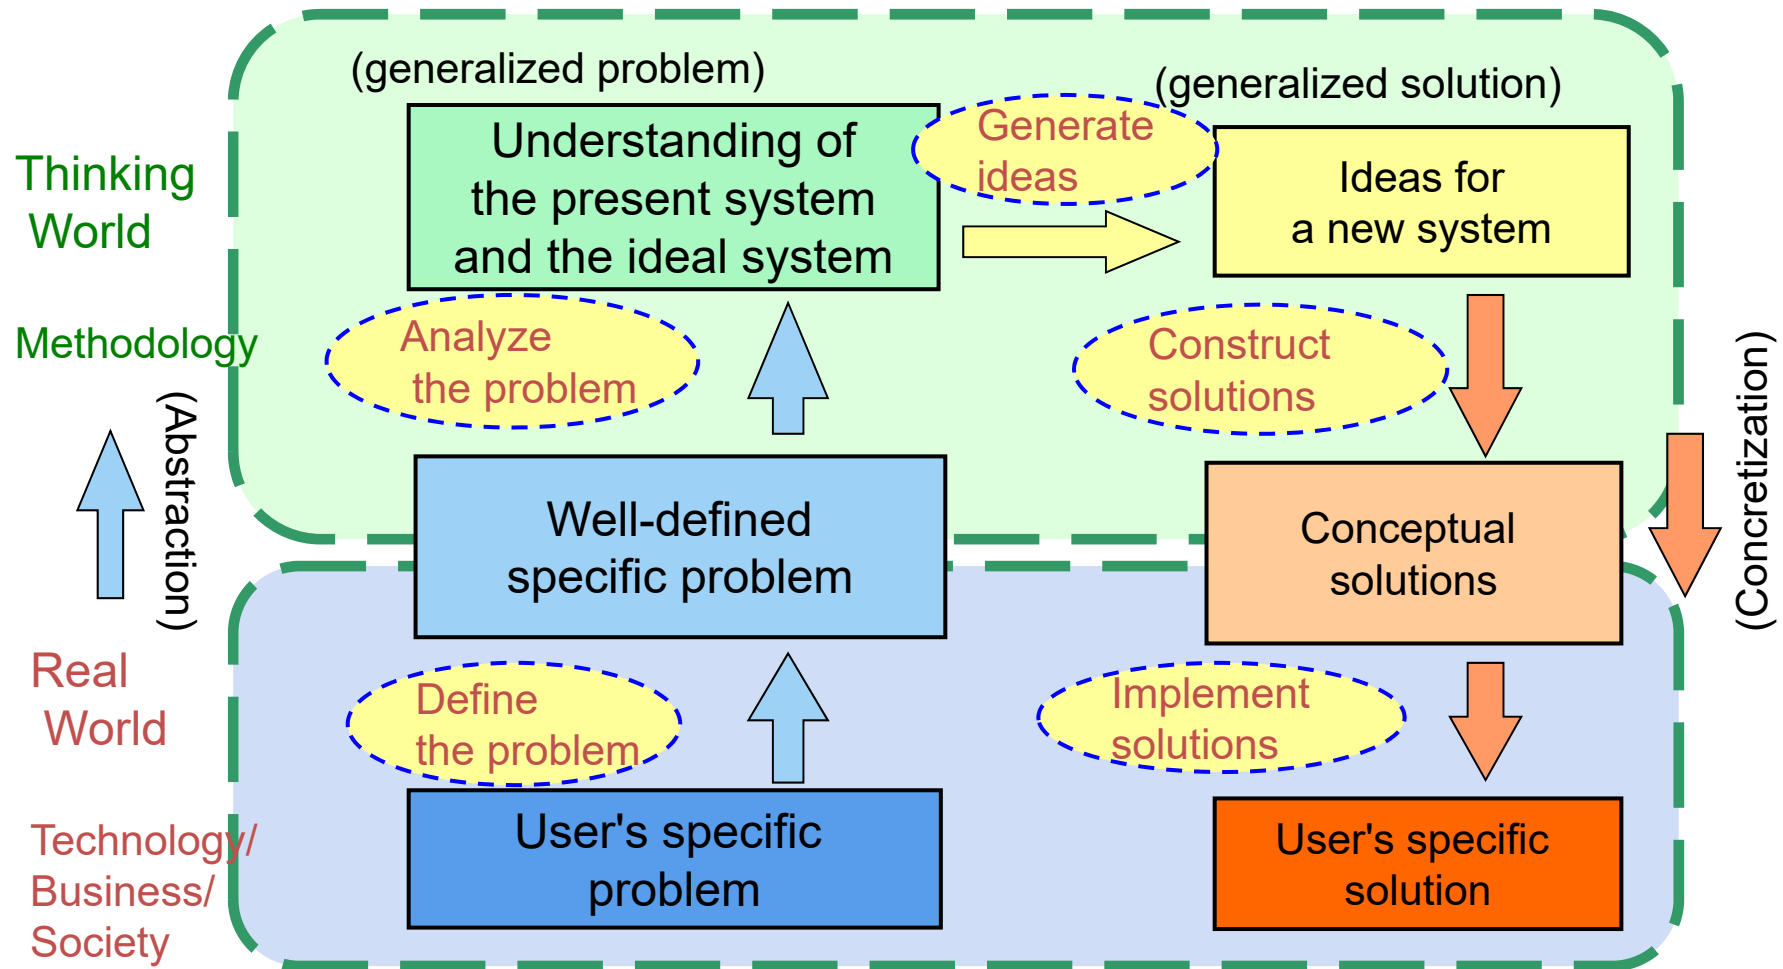 (generalized problem)
(generalized solution)
Understanding of
the present system
and the ideal system
Generate
ideas
Ideas for
a new system
Thinking
World
Methodology
Analyze
the problem
Construct
solutions
(Abstraction)
(Concretization)
Well-defined
specific problem
Conceptual
solutions
Real
World
Define
the problem
Implement
solutions
Technology/
Business/
Society
User's specific
problem
User's specific
solution